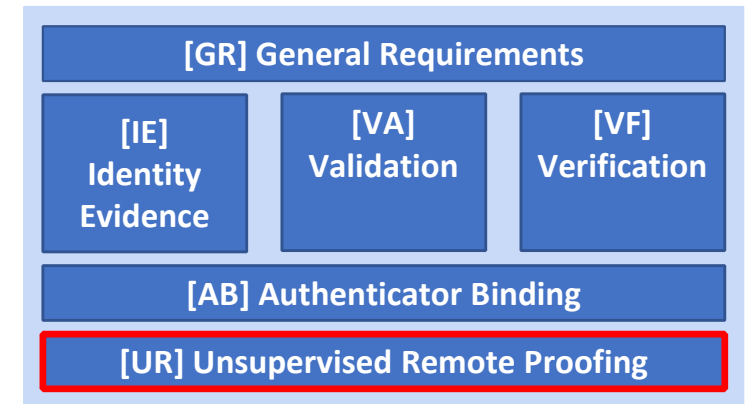 [GR] General Requirements
[IE]
Identity
Evidence
[VA]
Validation
[VF]
Verification
[AB] Authenticator Binding
[UR] Unsupervised Remote Proofing